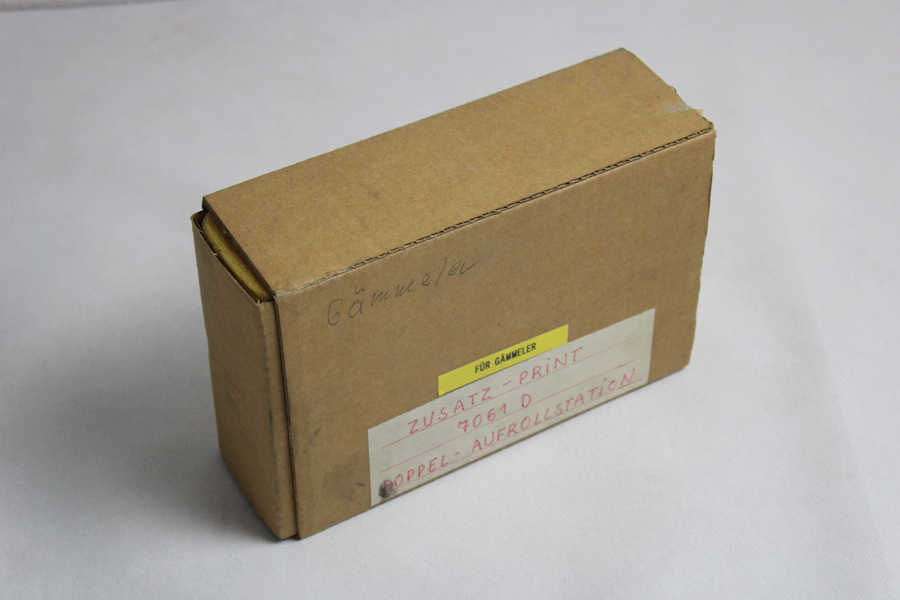 Gämmeler
FÜR GÄMMELER
ZUSATZ - PRINT
7061 D
DOPPEL - AUFROLLSTATION